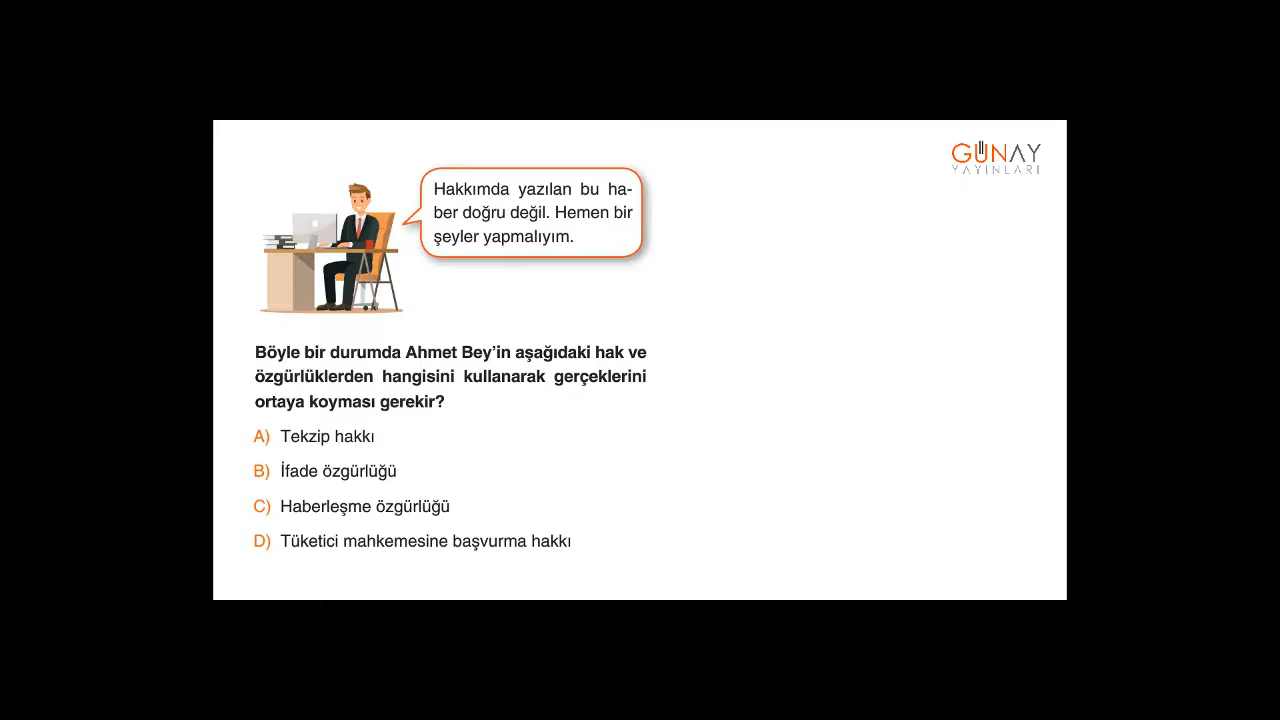 GÜNAY
YAYINLARI
Hakkımda yazılan bu ha-
ber doğru değil. Hemen bir
şeyler yapmalıyım.
Böyle bir durumda Ahmet Bey’in aşağıdaki hak ve
özgürlüklerden hangisini kullanarak gerçeklerini
ortaya koyması gerekir?
A) Tekzip hakkı
B) İfade özgürlüğü
C) Haberleşme özgürlüğü
D) Tüketici mahkemesine başvurma hakkı